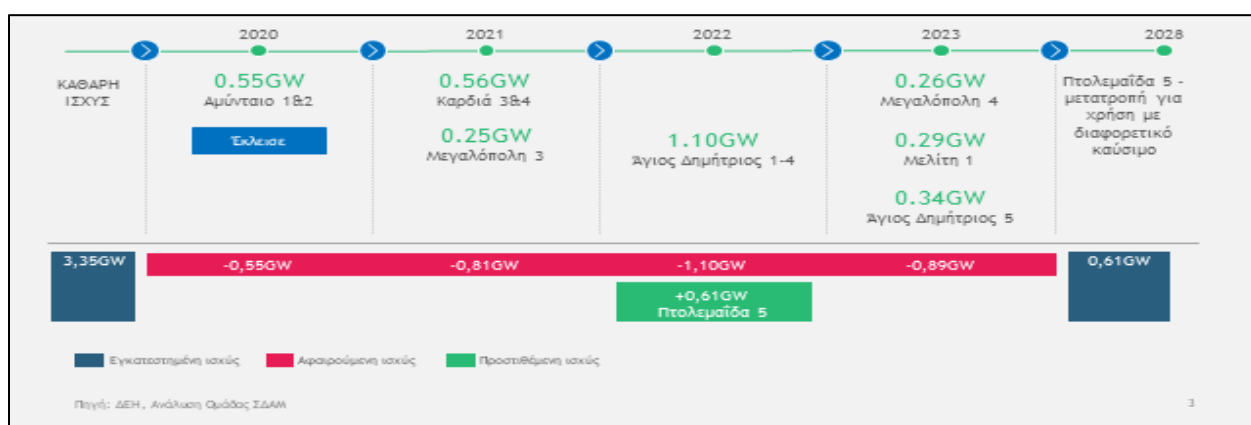 2020
2021
2022
2023
2028
ΚΑΘΑΡΗ
ΙΣΧΥΣ
0.55GW
Αμύνταιο 1&2
Έκλεισε
0.56GW
Καρδιά 3&4
0.25GW
Μεγαλόπολη 3
1.10GW
Άγιος Δημήτριος 1-4
0.26GW
Μεγαλόπολη 4
0.29GW
Μελίτη 1
0.34GW
Άγιος Δημήτριος 5
Πτολεμαΐδα 5 -
μετατροπή για
χρήση με
διαφορετικό
καύσιμο
3,35GW
-0,55GW
-0,81GW
-1,10GW
-0,89GW
0,61GW
+0,61GW
Πτολεμαΐδα 5
Εγκατεστημένη ισχύς
Αφαιρούμενη ισχύς
Προστιθέμενη ισχύς
Πηγή: ΔΕΗ, Ανάλυση Ομάδας ΣΔΑΜ
3